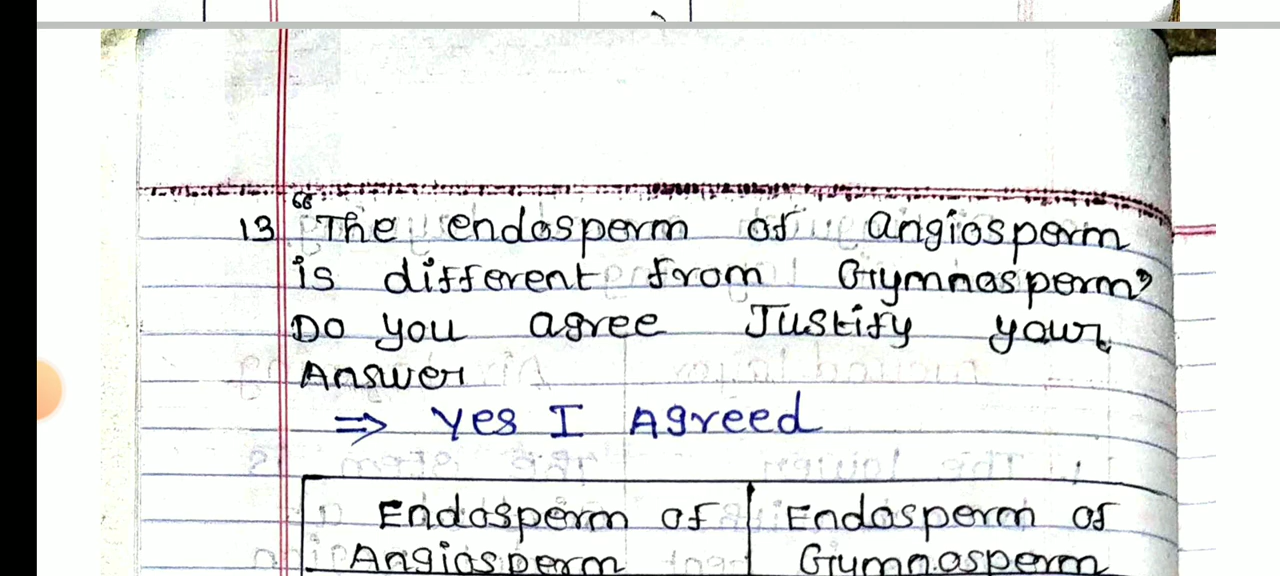 13 "The endosperm of Angiosperm
is different from Gymnosperm"
Do you agree Justify your
Answer
⇒ Yes I Agreed
Endosperm of Angiosperm
Endosperm of Gymnosperm